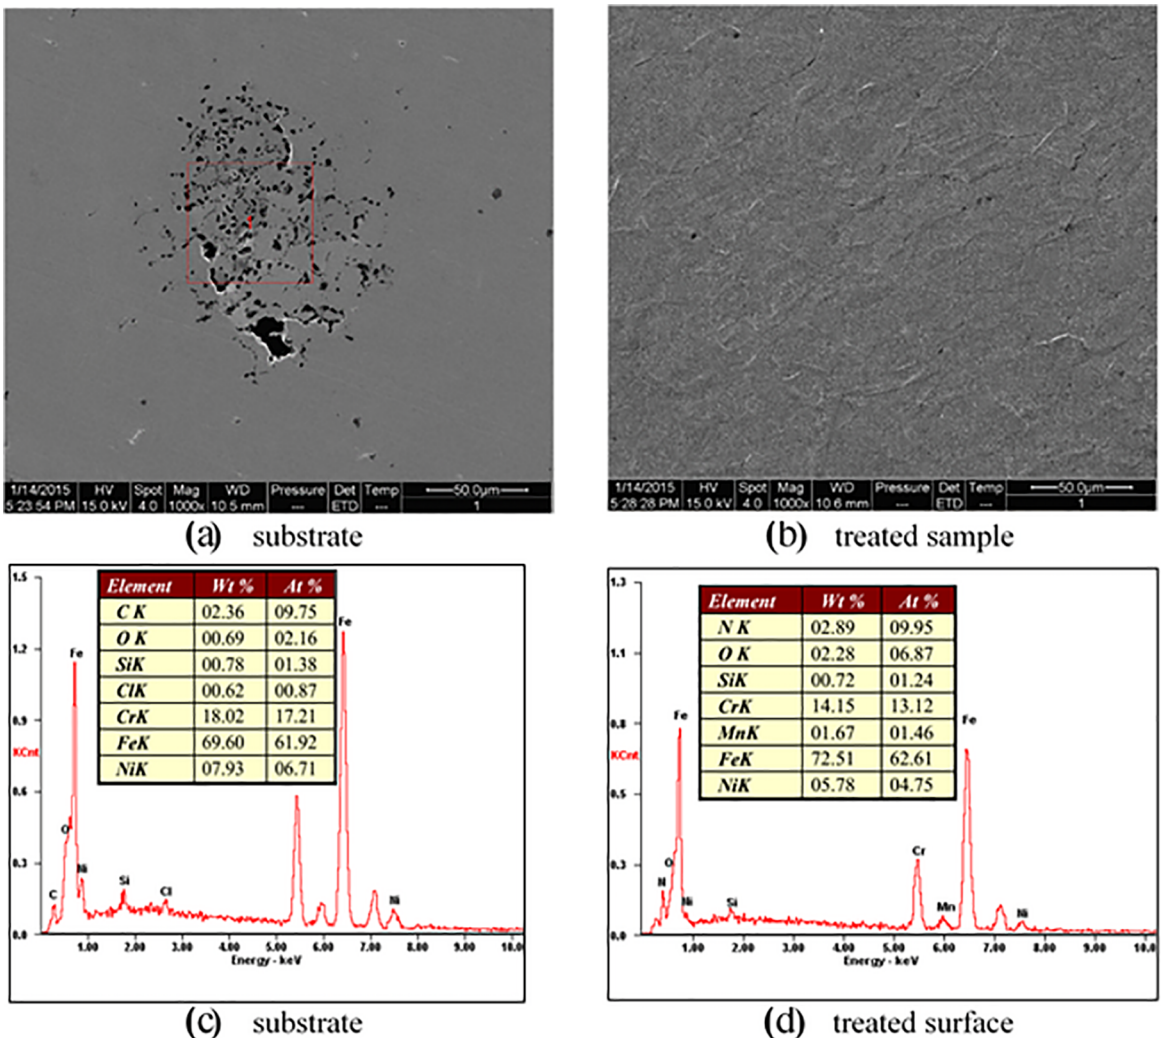 1/14/2015 HV Spot Mag WD Pressure Det Temp 50.0µm
5:23:54 PM 15.0 kV 4.0 1000x 10.5 mm --- ETD --- 1
1/14/2015 HV Spot Mag WD Pressure Det Temp 50.0µm
5:28:28 PM 15.0 kV 4.0 1000x 10.6 mm --- ETD --- 1
(a) substrate
(b) treated sample
1.5
1.2
0.9
KCnt
0.6
0.3
0.0
Element Wt % At %
C K 02.36 09.75
O K 00.69 02.16
SiK 00.78 01.38
ClK 00.62 00.87
CrK 18.02 17.21
FeK 69.60 61.92
NiK 07.93 06.71
Fe
Fe
O
Ni
C
Si
Cl
Ni
1.00 2.00 3.00 4.00 5.00 6.00 7.00 8.00 9.00 10.0
Energy - keV
1.3
1.1
0.8
KCnt
0.5
0.3
0.0
Element Wt % At %
N K 02.89 09.95
O K 02.28 06.87
SiK 00.72 01.24
CrK 14.15 13.12
MnK 01.67 01.46
FeK 72.51 62.61
NiK 05.78 04.75
Fe
Fe
O
N
Ni
Si
Cr
Mn
Ni
1.00 2.00 3.00 4.00 5.00 6.00 7.00 8.00 9.00 10.0
Energy - keV
(c) substrate
(d) treated surface